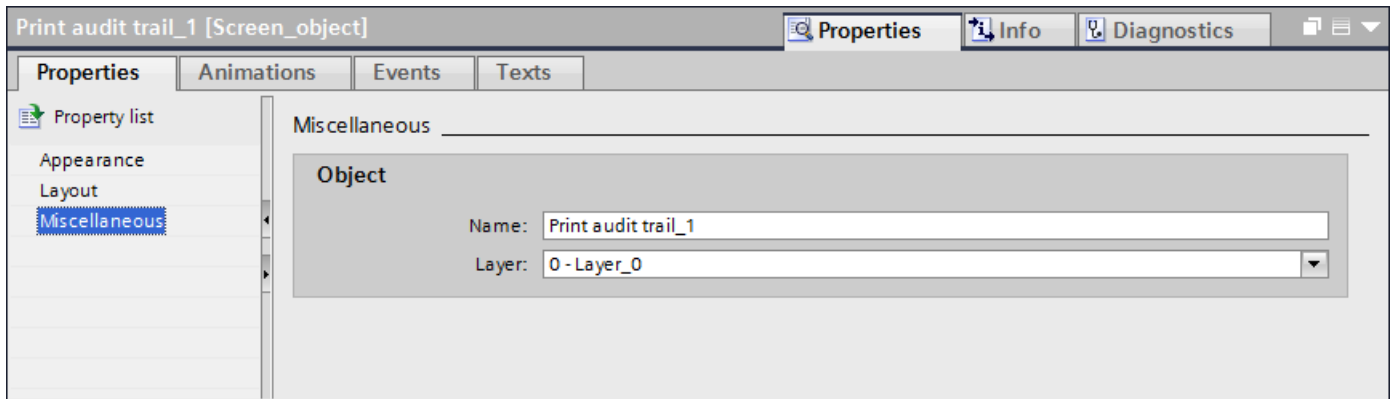 Print audit trail_1 [Screen_object]
Properties
Info
Diagnostics
Properties
Animations
Events
Texts
Property list
Appearance
Layout
Miscellaneous
Miscellaneous
Object
Name: Print audit trail_1
Layer: 0 - Layer_0